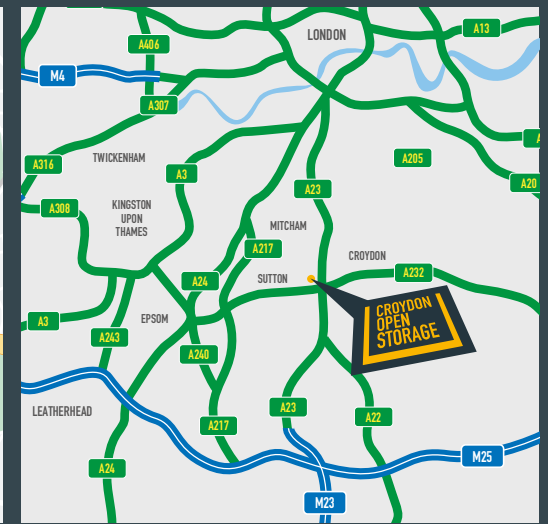 A406
LONDON
A13
M4
A307
A316
TWICKENHAM
A205
A3
A20
A23
A308
KINGSTON
UPON
THAMES
MITCHAM
A217
CROYDON
A24
SUTTON
A232
A3
EPSOM
CROYDON
OPEN
STORAGE
A243
A240
LEATHERHEAD
A23
A22
A217
M25
A24
M23